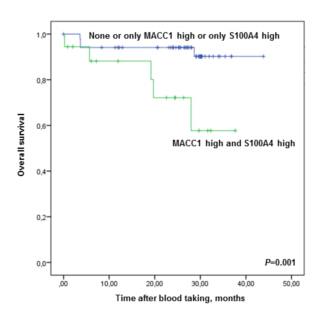 None or only MACC1 high or only S100A4 high
1,0
0,8
0,6
0,4
0,2
0,0
Overall survival
MACC1 high and S100A4 high
P=0.001
,00
10,00
20,00
30,00
40,00
50,00
Time after blood taking, months